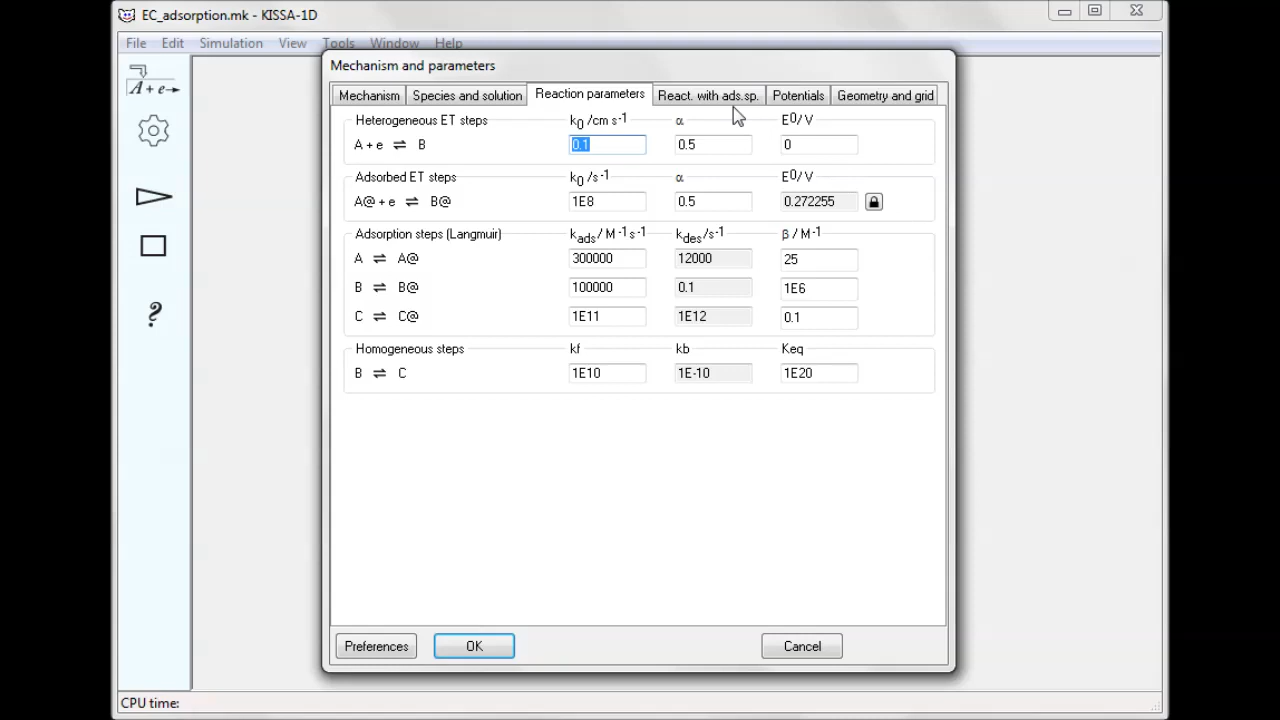 EC_adsorption.mk - KISSA-1D
File Edit Simulation View Tools Window Help
A + e
?
Mechanism and parameters
Mechanism Species and solution Reaction parameters React. with ads.sp. Potentials Geometry and grid
Heterogeneous ET steps k0 /cm s-1 α E0/ V
A + e ⇌ B 0.1 0.5 0
Adsorbed ET steps k0 /s-1 α E0/ V
A@ + e ⇌ B@ 1E8 0.5 0.272255
Adsorption steps (Langmuir) kads/ M-1 s-1 kdes/s-1 β / M-1
A ⇌ A@ 300000 12000 25
B ⇌ B@ 100000 0.1 1E6
C ⇌ C@ 1E11 1E12 0.1
Homogeneous steps kf kb Keq
B ⇌ C 1E10 1E-10 1E20
Preferences OK Cancel
CPU time: